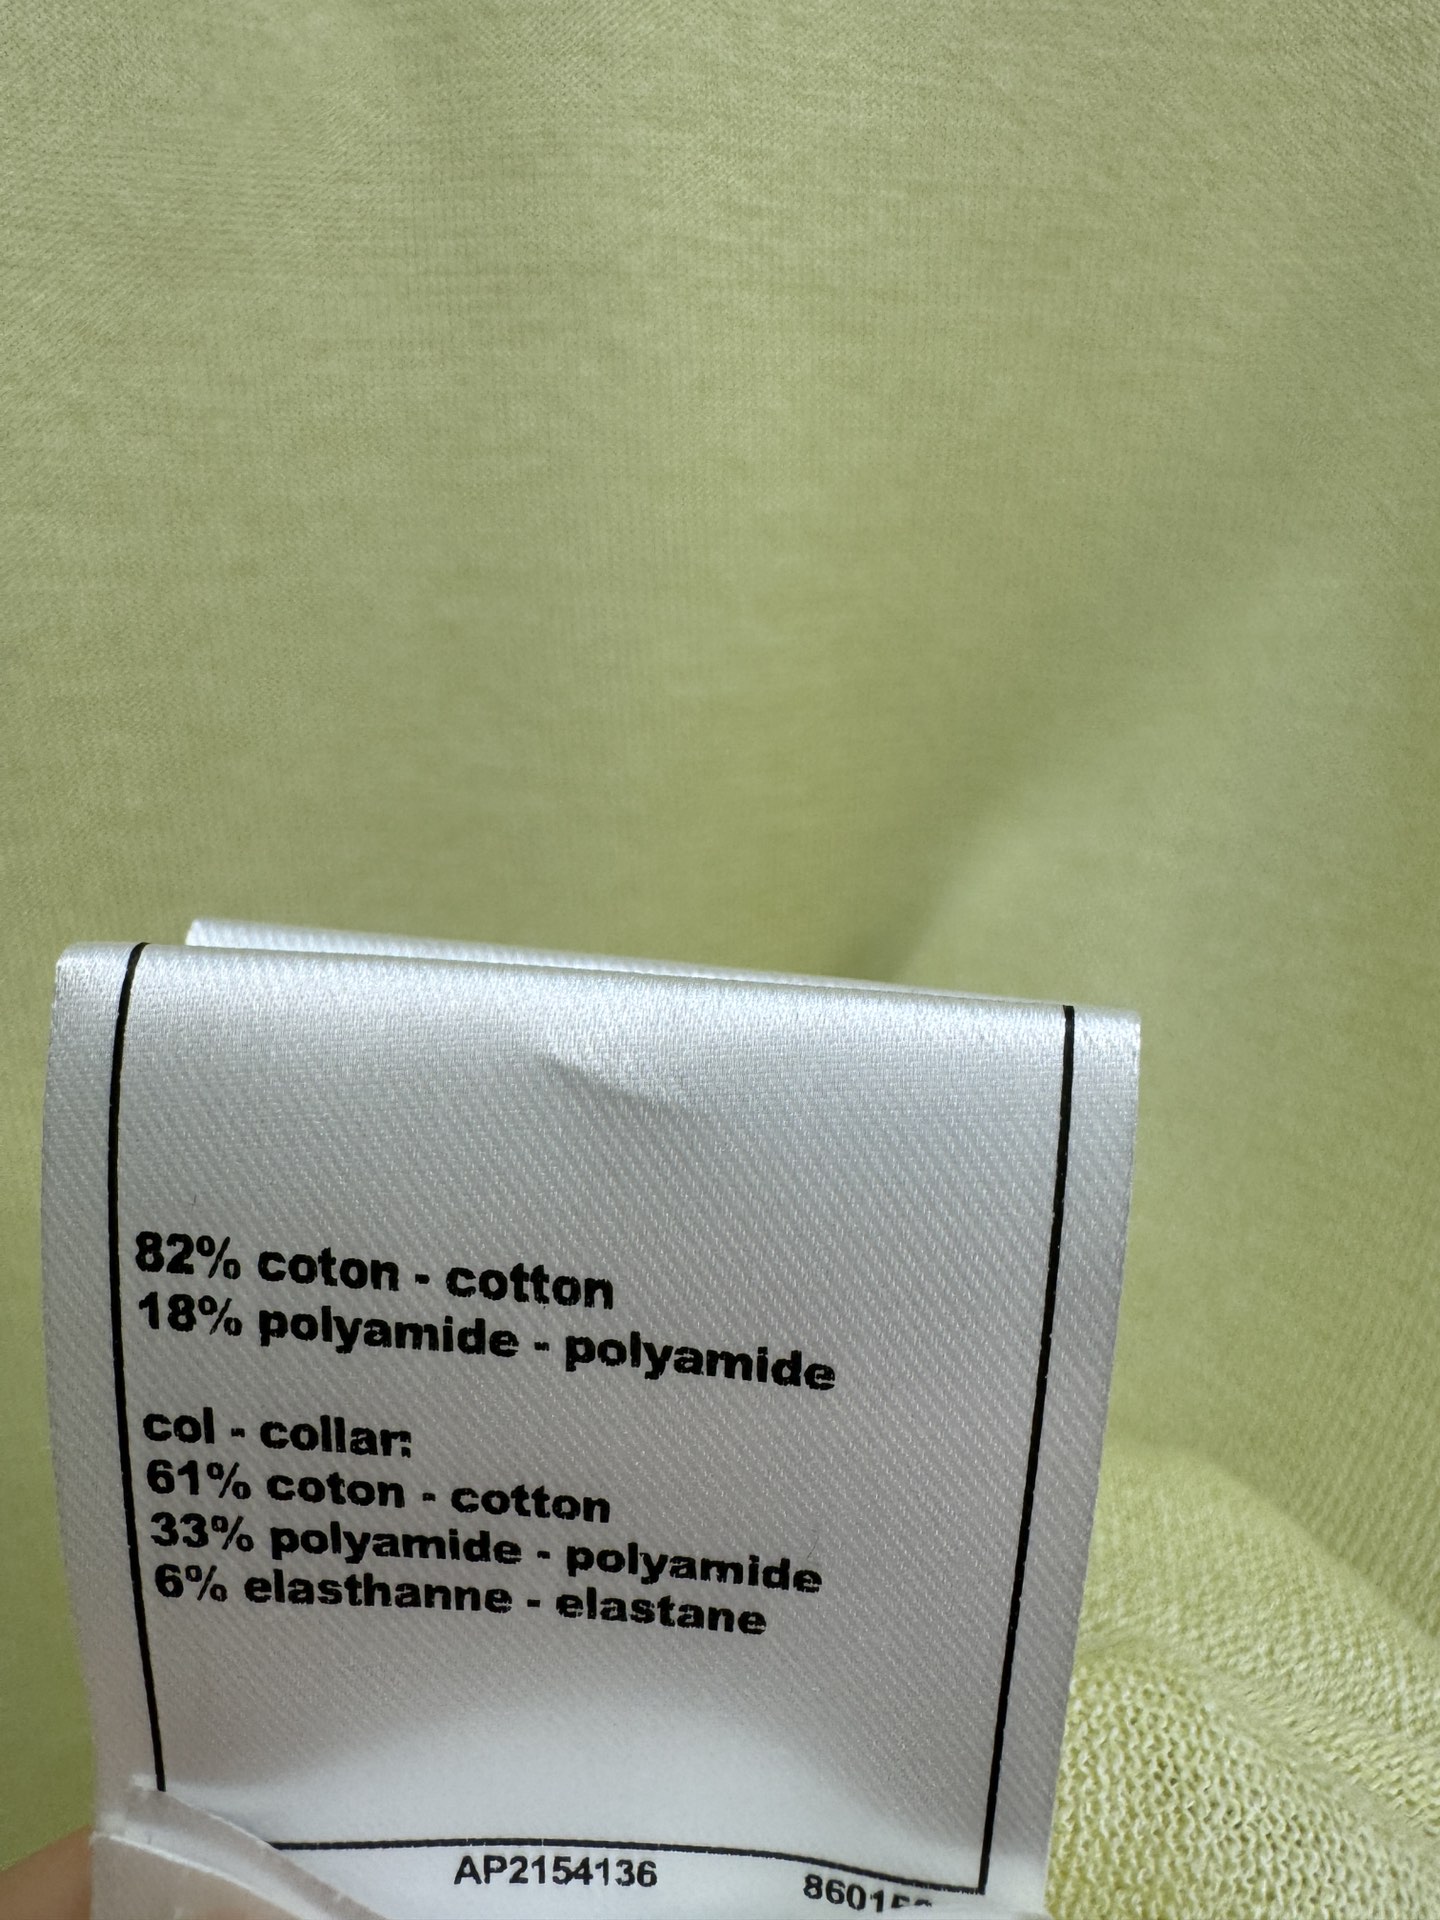 82% coton - cotton
18% polyamide - polyamide
col - collar:
61% coton - cotton
33% polyamide - polyamide
6% elasthanne - elastane
AP2154136